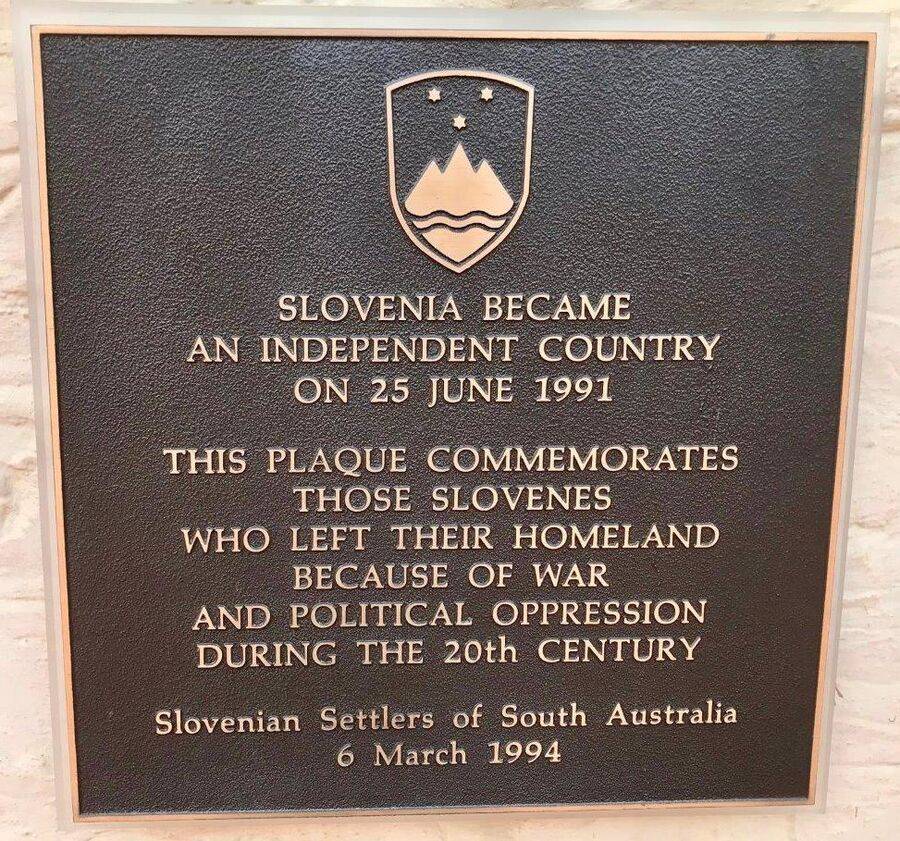 SLOVENIA BECAME
AN INDEPENDENT COUNTRY
ON 25 JUNE 1991
THIS PLAQUE COMMEMORATES
THOSE SLOVENES
WHO LEFT THEIR HOMELAND
BECAUSE OF WAR
AND POLITICAL OPPRESSION
DURING THE 20th CENTURY
Slovenian Settlers of South Australia
6 March 1994